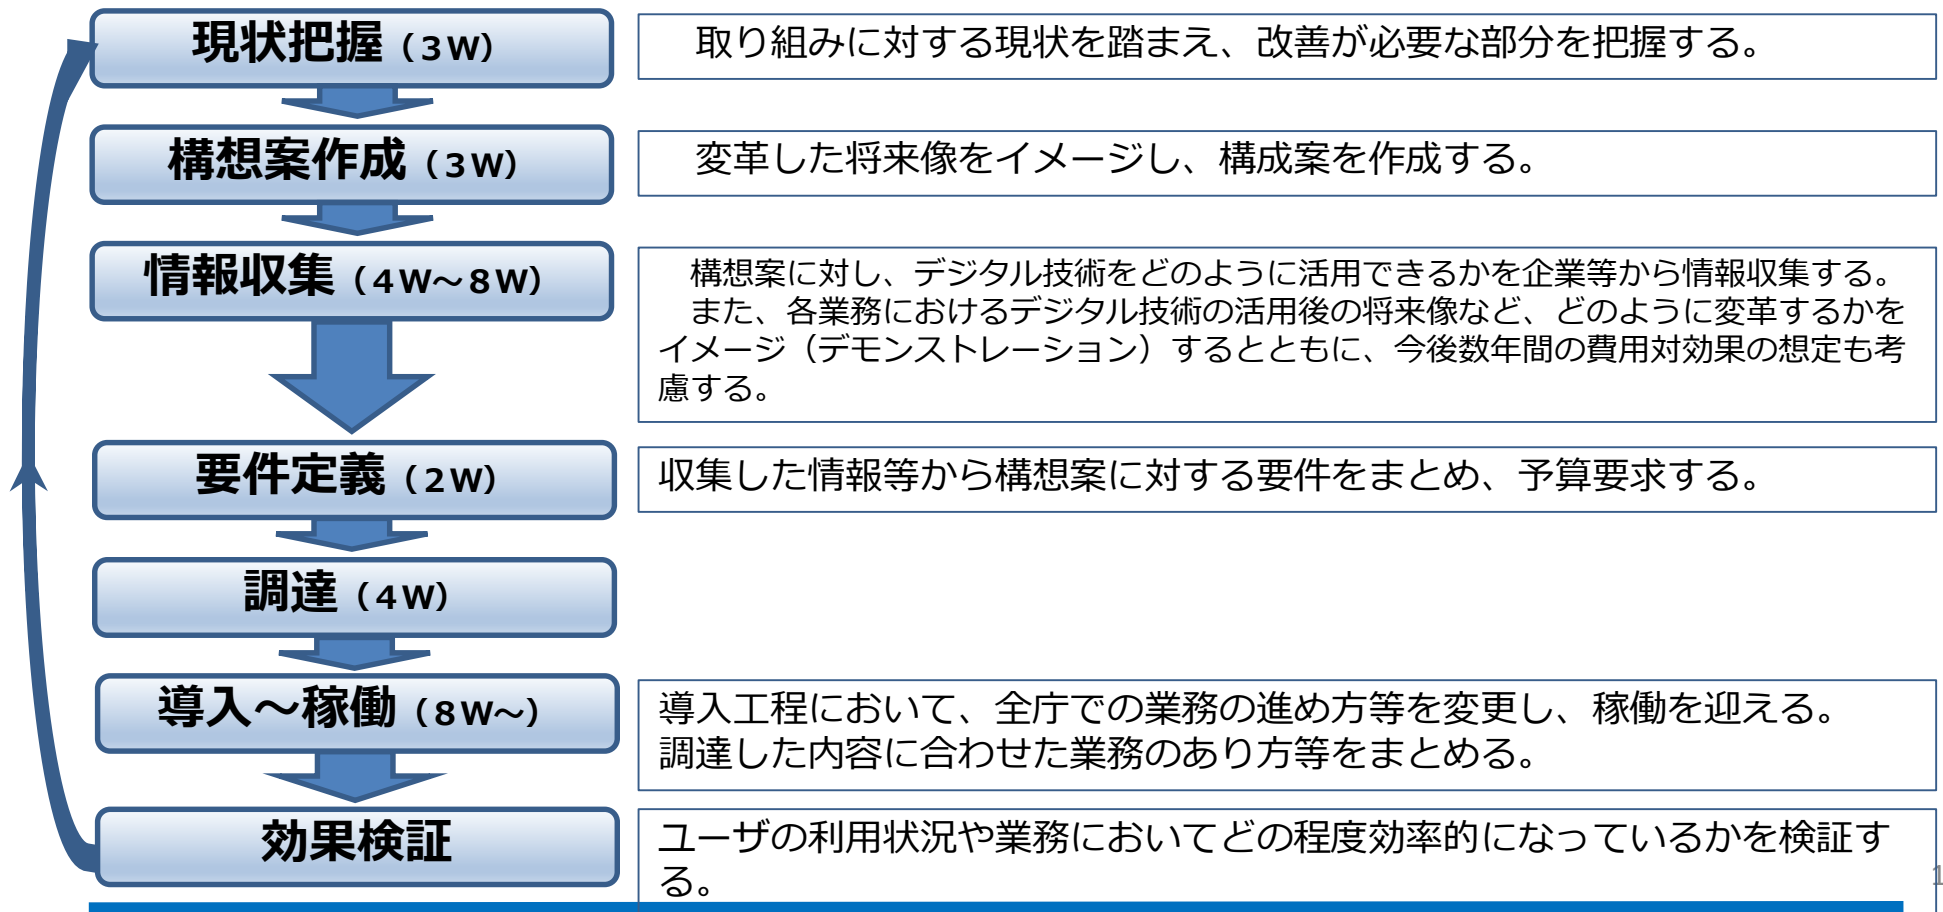 現状把握（３Ｗ）
取り組みに対する現状を踏まえ、改善が必要な部分を把握する。
構想案作成（３Ｗ）
変革した将来像をイメージし、構成案を作成する。
情報収集（４Ｗ～８Ｗ）
構想案に対し、デジタル技術をどのように活用できるかを企業等から情報収集する。
また、各業務におけるデジタル技術の活用後の将来像など、どのように変革するかを
イメージ（デモンストレーション）するとともに、今後数年間の費用対効果の想定も考
慮する。
要件定義（２Ｗ）
収集した情報等から構想案に対する要件をまとめ、予算要求する。
調達（４Ｗ）
導入～稼働（８Ｗ～）
導入工程において、全庁での業務の進め方等を変更し、稼働を迎える。
調達した内容に合わせた業務のあり方等をまとめる。
効果検証
ユーザの利用状況や業務においてどの程度効率的になっているかを検証す
る。